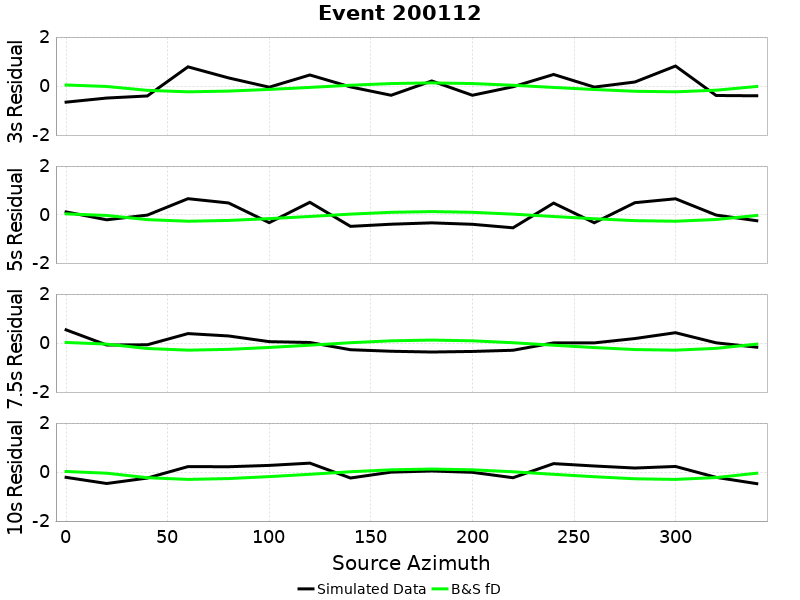 Event 200112
3s Residual
2
0
-2
5s Residual
2
0
-2
7.5s Residual
2
0
-2
10s Residual
2
0
-2
0 50 100 150 200 250 300
Source Azimuth
Simulated Data B&S fD